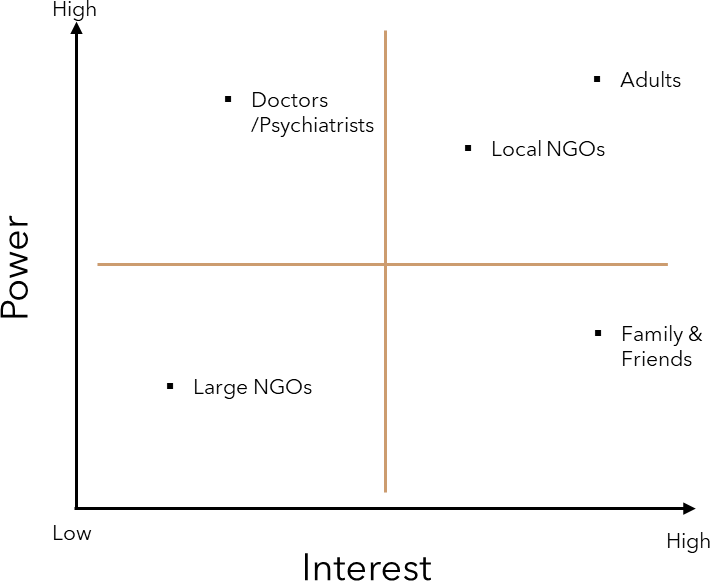 High
Adults
Doctors
/Psychiatrists
Local NGOs
Power
Family &
Friends
Large NGOs
Low
High
Interest